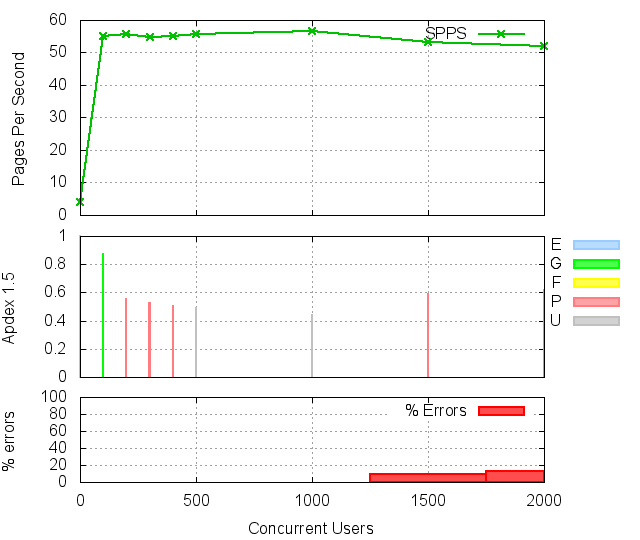 Pages Per Second
60
50
40
30
20
10
0
SPPS
Apdex 1.5
1
0.8
0.6
0.4
0.2
0
E
G
F
P
U
% errors
100
80
60
40
20
0
% Errors
0 500 1000 1500 2000
Concurrent Users